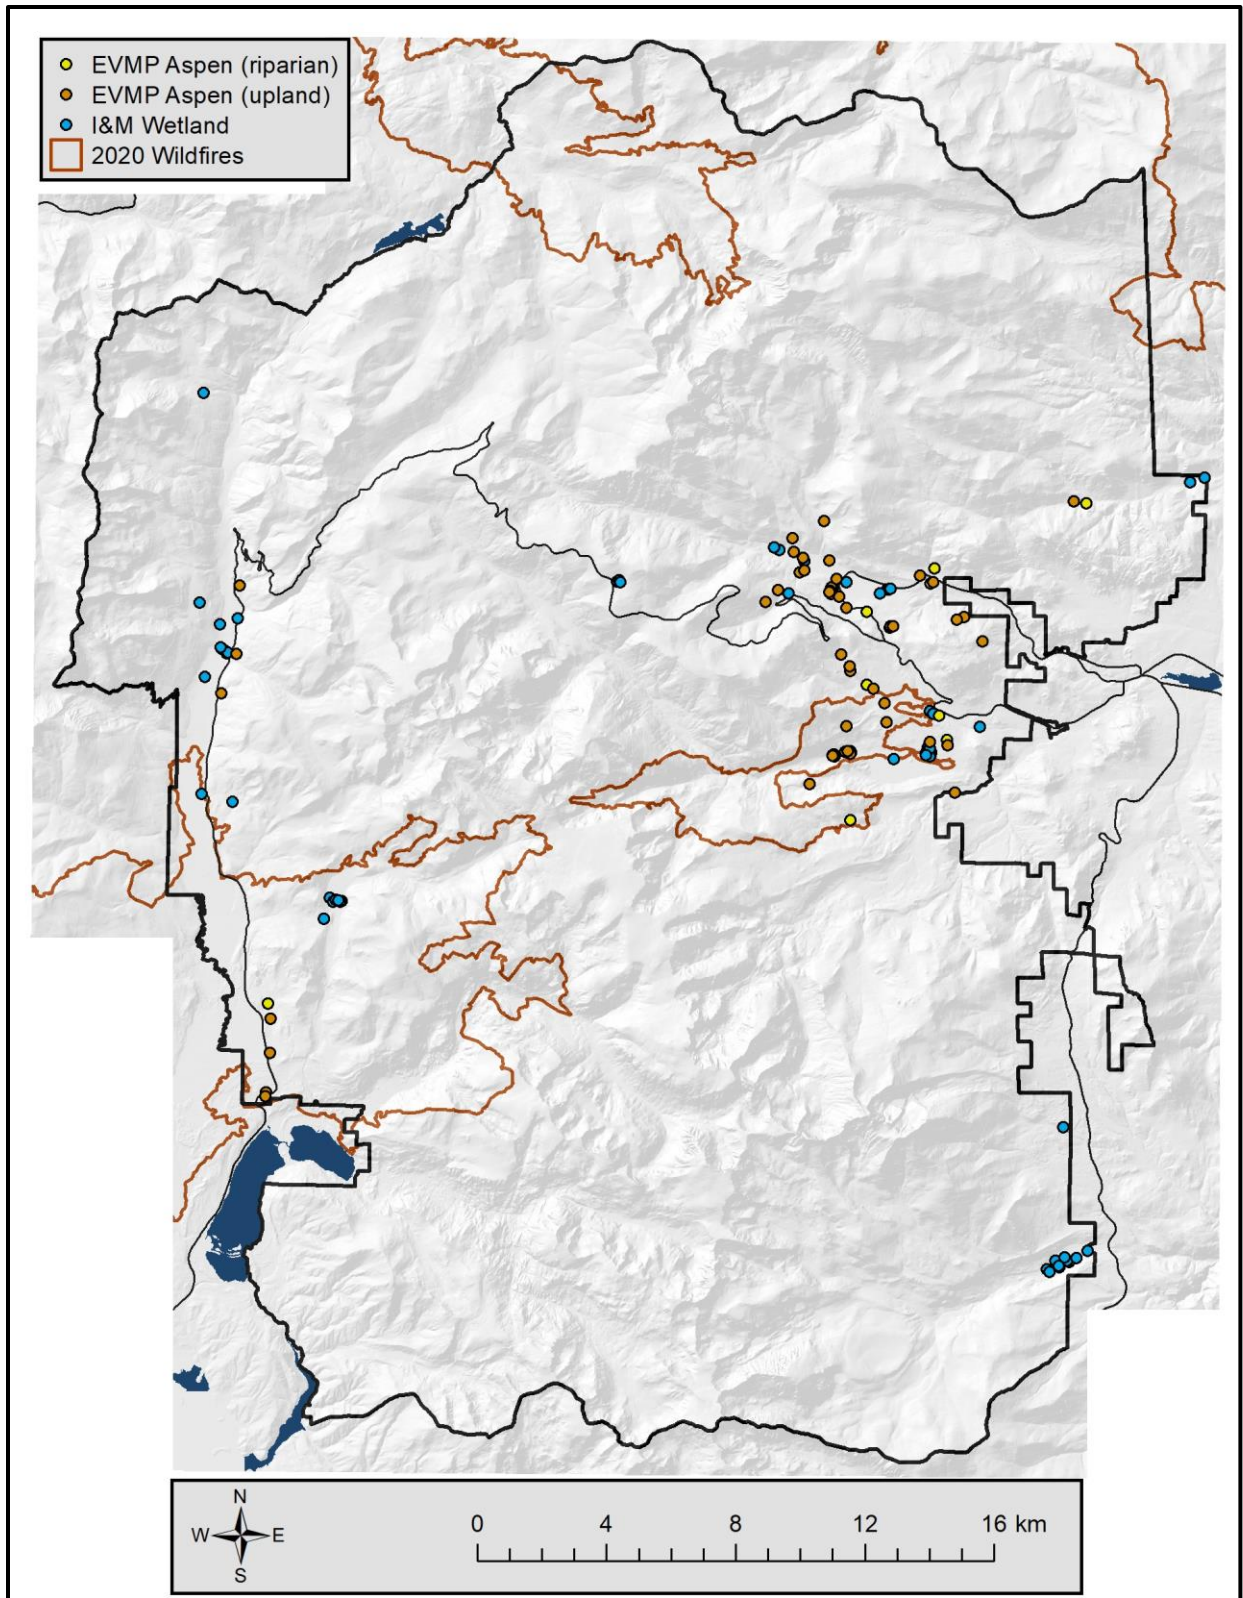 EVMP Aspen (riparian)
EVMP Aspen (upland)
I&M Wetland
2020 Wildfires
N
W E
S
0 4 8 12 16 km